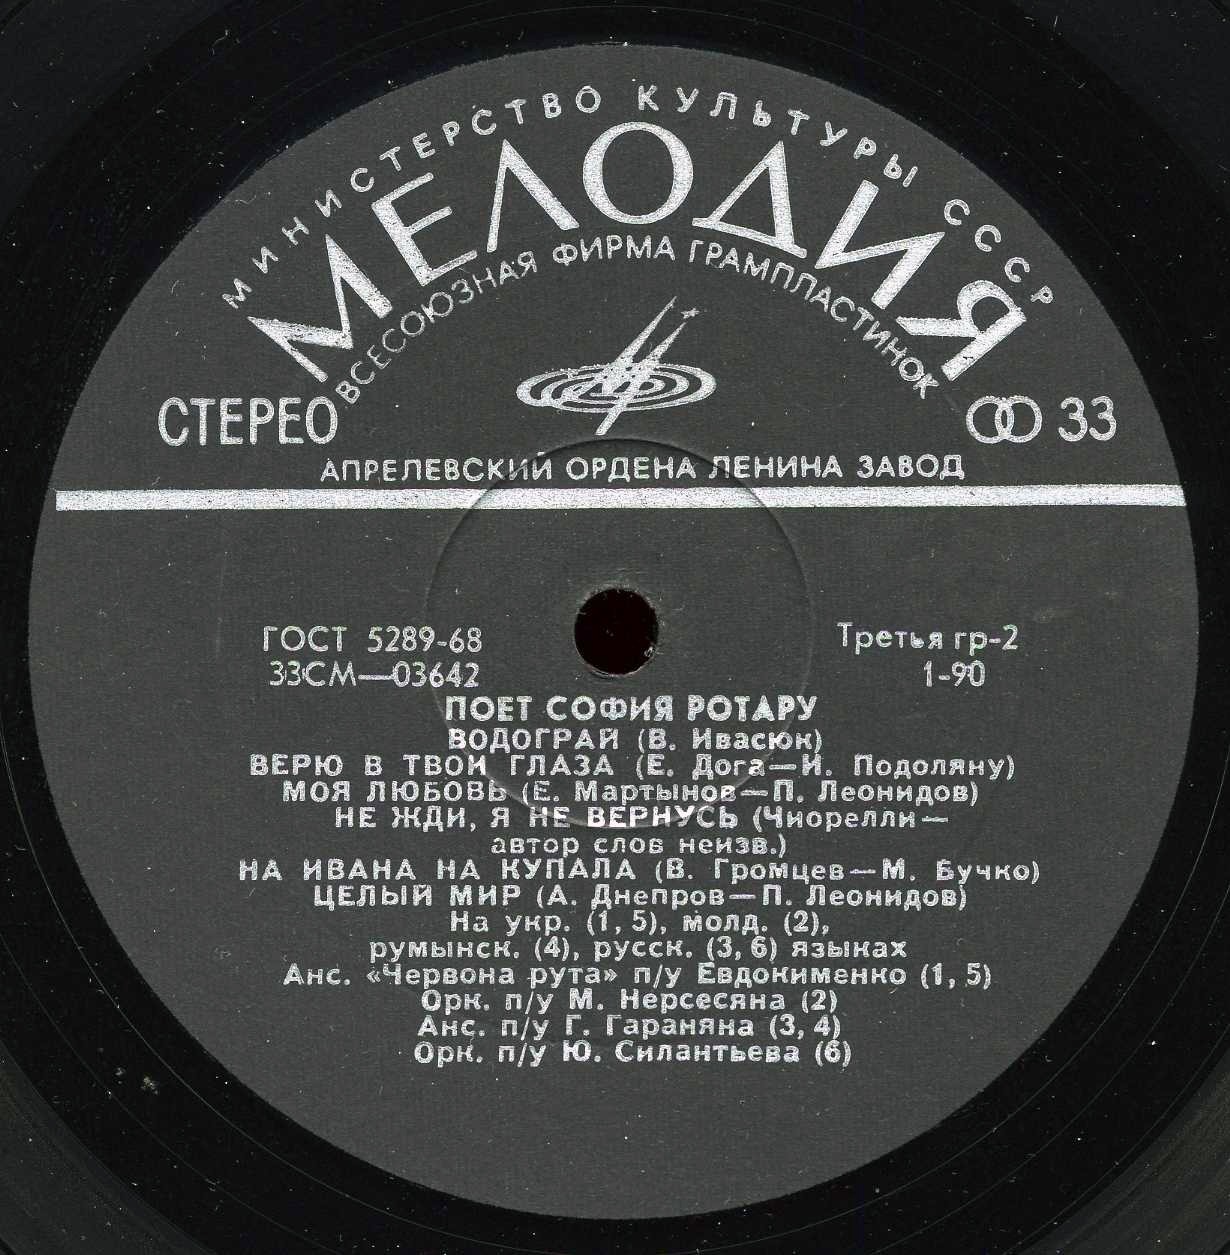 МИНИСТЕРСТВО КУЛЬТУРЫ СССР
МЕЛОДИЯ
ВСЕСОЮЗНАЯ ФИРМА ГРАМПЛАСТИНОК
СТЕРЕО
33
АПРЕЛЕВСКИЙ ОРДЕНА ЛЕНИНА ЗАВОД
ГОСТ 5289-68
Третья гр-2
33СМ—03642
1-90
ПОЕТ СОФИЯ РОТАРУ
ВОДОГРАЙ (В. Ивасюк)
ВЕРЮ В ТВОИ ГЛАЗА (Е. Дога—И. Подоляну)
МОЯ ЛЮБОВЬ (Е. Мартынов—П. Леонидов)
НЕ ЖДИ, Я НЕ ВЕРНУСЬ (Чиорелли—
автор слов неизв.)
НА ИВАНА НА КУПАЛА (В. Громцев—М. Бучко)
ЦЕЛЫЙ МИР (А. Днепров—П. Леонидов)
На укр. (1, 5), молд. (2),
румынск. (4), русск. (3, 6) языках
Анс. «Червона рута» п/у Евдокименко (1, 5)
Орк. п/у М. Нерсесяна (2)
Анс. п/у Г. Гараняна (3, 4)
Орк. п/у Ю. Силантьева (6)